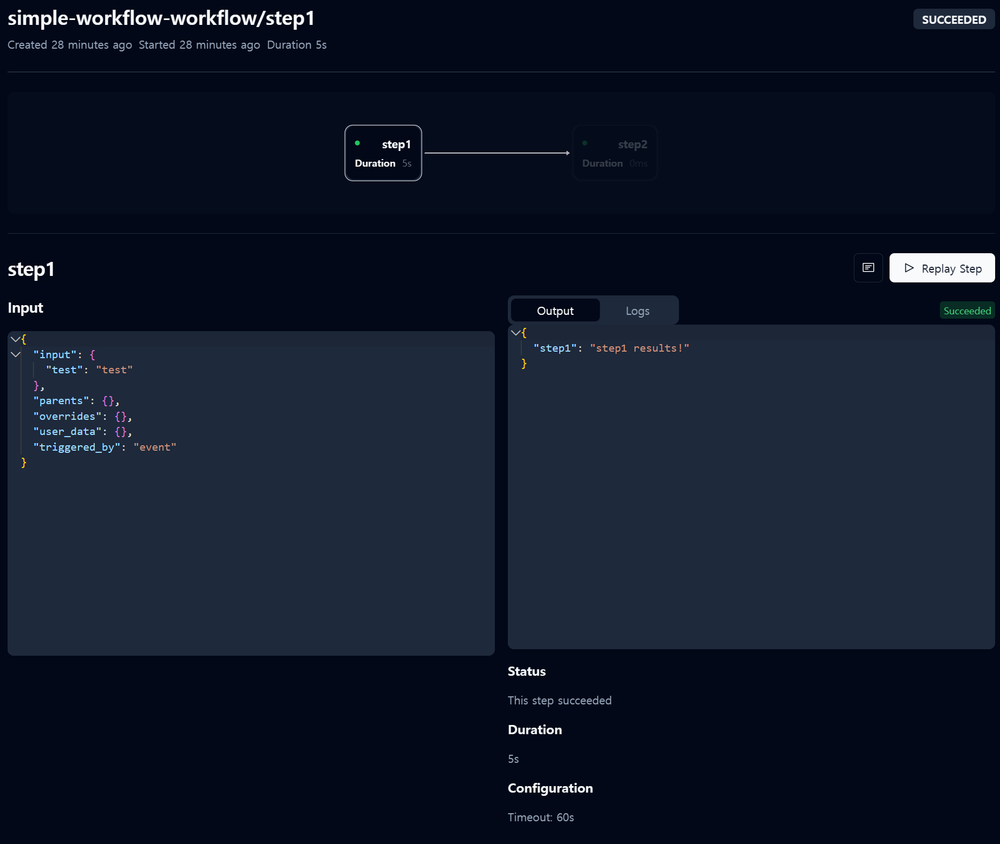 simple-workflow-workflow/step1
SUCCEEDED
Created 28 minutes ago Started 28 minutes ago Duration 5s
step1
Duration 5s
step2
Duration 0ms
step1
Replay Step
Input
{
"input": {
"test": "test"
},
"parents": {},
"overrides": {},
"user_data": {},
"triggered_by": "event"
}
Output
Logs
Succeeded
{
"step1": "step1 results!"
}
Status
This step succeeded
Duration
5s
Configuration
Timeout: 60s